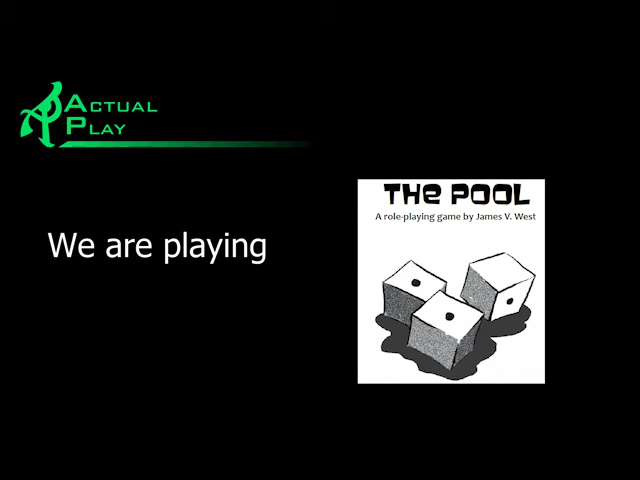 Actual
Play
We are playing
THe POOL
A role-playing game by James V. West